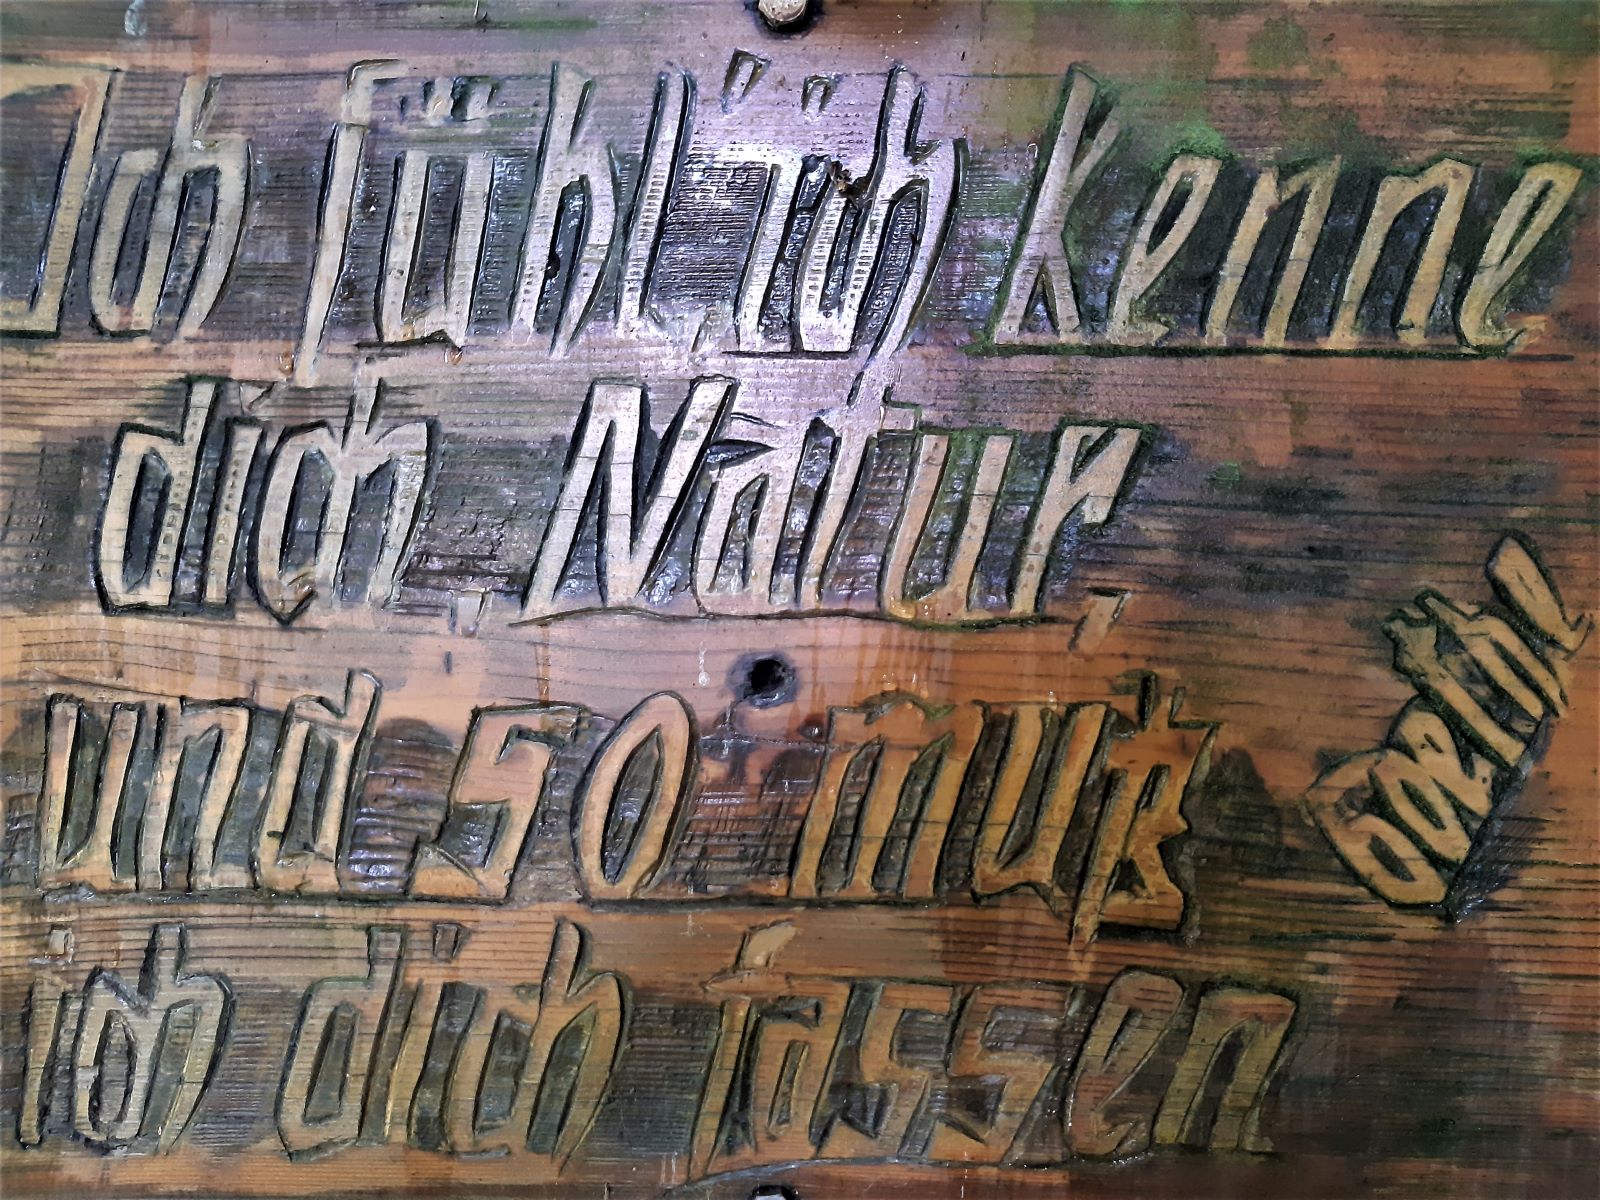 Ich fühl', ich kenne
dich, Natur,
und so muß
ich dich fassen
Goethe